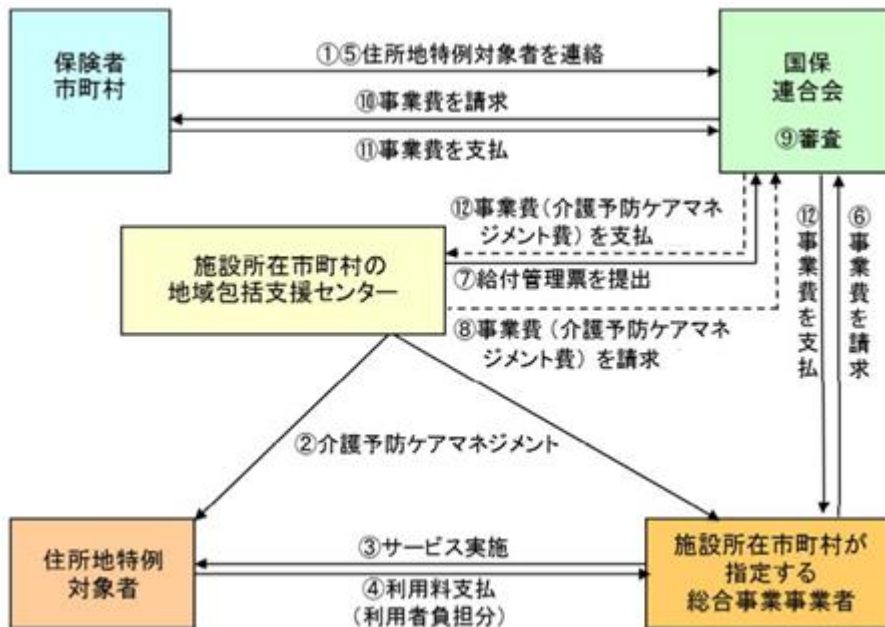 保険者
市町村
①⑤住所地特例対象者を連絡
⑩事業費を請求
⑪事業費を支払
国保
連合会
⑨審査
⑫事業費(介護予防ケアマネ
ジメント費)を支払
⑦給付管理票を提出
⑧事業費(介護予防ケアマネ
ジメント費)を請求
施設所在市町村の
地域包括支援センター
⑫事業費を支払
⑥事業費を請求
②介護予防ケアマネジメント
住所地特例
対象者
③サービス実施
④利用料支払
(利用者負担分)
施設所在市町村が
指定する
総合事業事業者